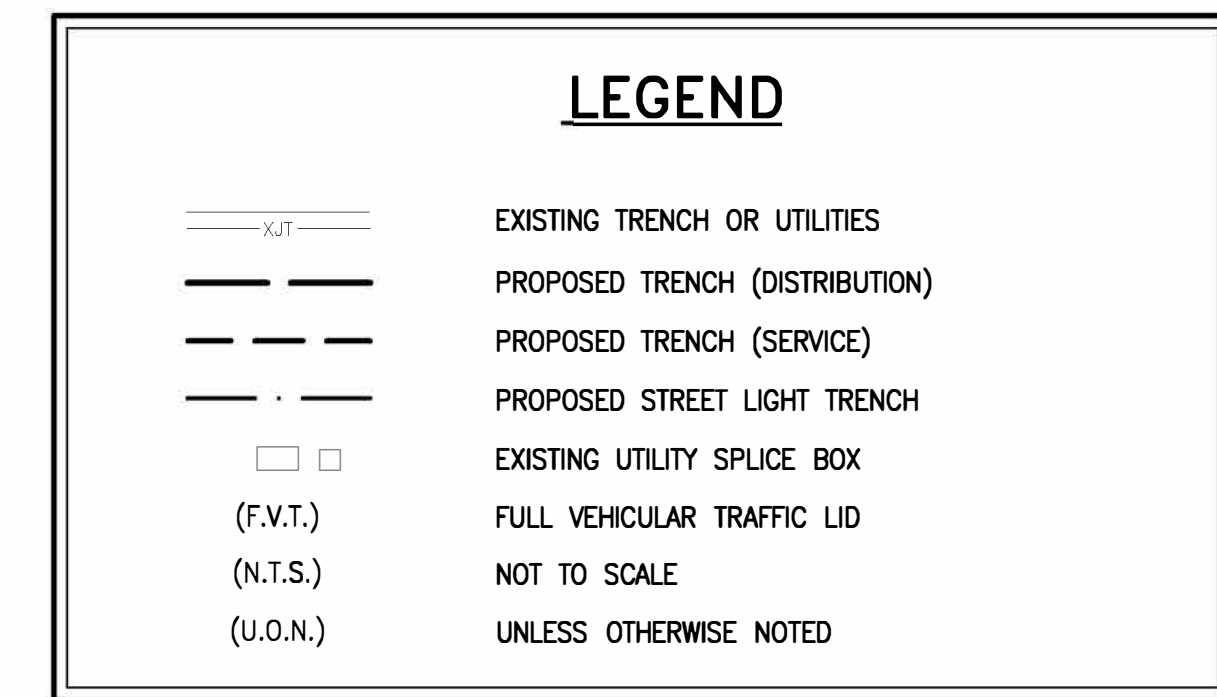 LEGEND
XJT EXISTING TRENCH OR UTILITIES
PROPOSED TRENCH (DISTRIBUTION)
PROPOSED TRENCH (SERVICE)
PROPOSED STREET LIGHT TRENCH
EXISTING UTILITY SPLICE BOX
(F.V.T.) FULL VEHICULAR TRAFFIC LID
(N.T.S.) NOT TO SCALE
(U.O.N.) UNLESS OTHERWISE NOTED